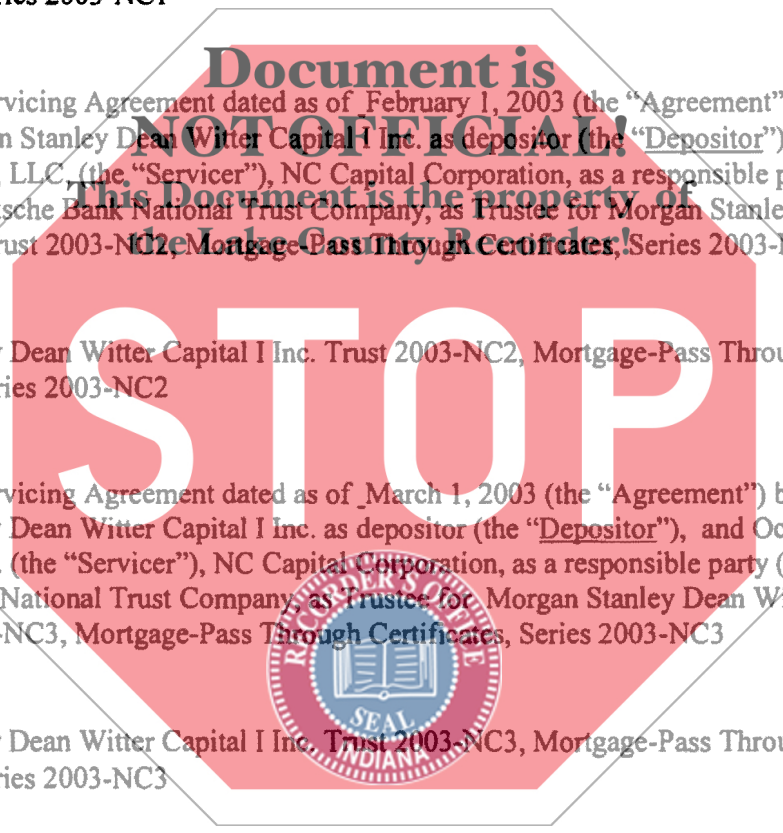 ries 2003-NC1
Document is
rvicing Agreement dated as of February 1, 2003 (the “Agreement”
NOT OFFICIAL!
n Stanley Dean Witter Capital I Inc. as depositor (the “Depositor”)
, LLC, (the “Servicer”), NC Capital Corporation, as a responsible p
This Document is the property of
tsche Bank National Trust Company, as Trustee for Morgan Stanle
the Lake County Recorder!
rust 2003-NC2, Mortgage-Pass Through Certificates, Series 2003-
STOP
Dean Witter Capital I Inc. Trust 2003-NC2, Mortgage-Pass Throu
ries 2003-NC2
rvicing Agreement dated as of March 1, 2003 (the “Agreement”) b
Dean Witter Capital I Inc. as depositor (the “Depositor”), and Oc
(the “Servicer”), NC Capital Corporation, as a responsible party (
National Trust Company, as Trustee for Morgan Stanley Dean W
-NC3, Mortgage-Pass Through Certificates, Series 2003-NC3
RECORDER'S OFFICE
SEAL
INDIANA
Dean Witter Capital I Inc. Trust 2003-NC3, Mortgage-Pass Throu
ries 2003-NC3